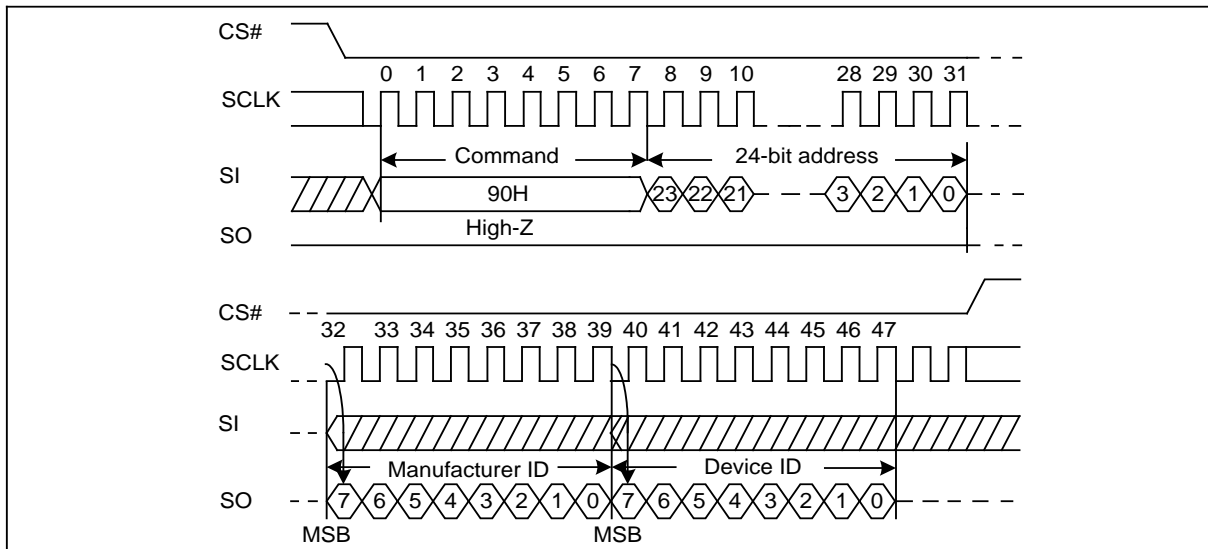 CS#
0 1 2 3 4 5 6 7 8 9 10 28 29 30 31
SCLK
Command 24-bit address
SI
90H 23 22 21 3 2 1 0
High-Z
SO
CS#
32 33 34 35 36 37 38 39 40 41 42 43 44 45 46 47
SCLK
SI
Manufacturer ID Device ID
SO 7 6 5 4 3 2 1 0 7 6 5 4 3 2 1 0
MSB MSB